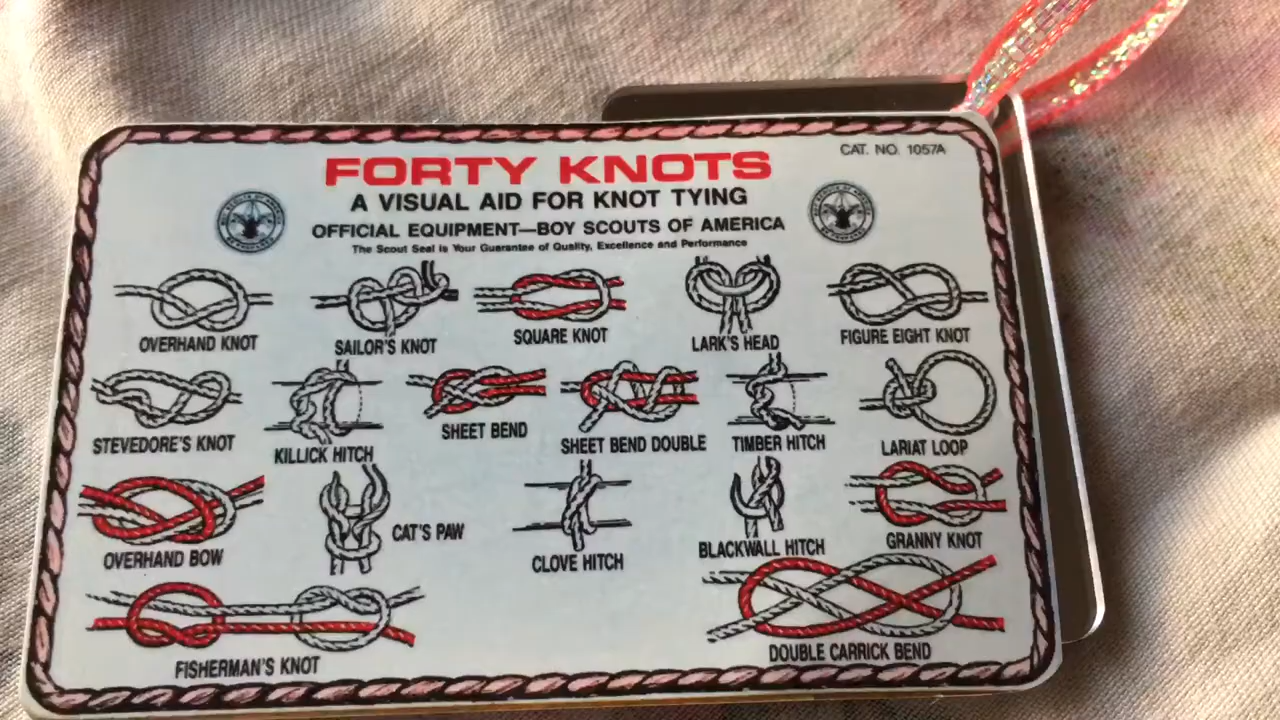 CAT. NO. 1057A
FORTY KNOTS
A VISUAL AID FOR KNOT TYING
OFFICIAL EQUIPMENT—BOY SCOUTS OF AMERICA
The Scout Seal is Your Guarantee of Quality, Excellence and Performance
OVERHAND KNOT
SAILOR'S KNOT
SQUARE KNOT
LARK'S HEAD
FIGURE EIGHT KNOT
STEVEDORE'S KNOT
KILLICK HITCH
SHEET BEND
SHEET BEND DOUBLE
TIMBER HITCH
LARIAT LOOP
OVERHAND BOW
CAT'S PAW
CLOVE HITCH
BLACKWALL HITCH
GRANNY KNOT
FISHERMAN'S KNOT
DOUBLE CARRICK BEND